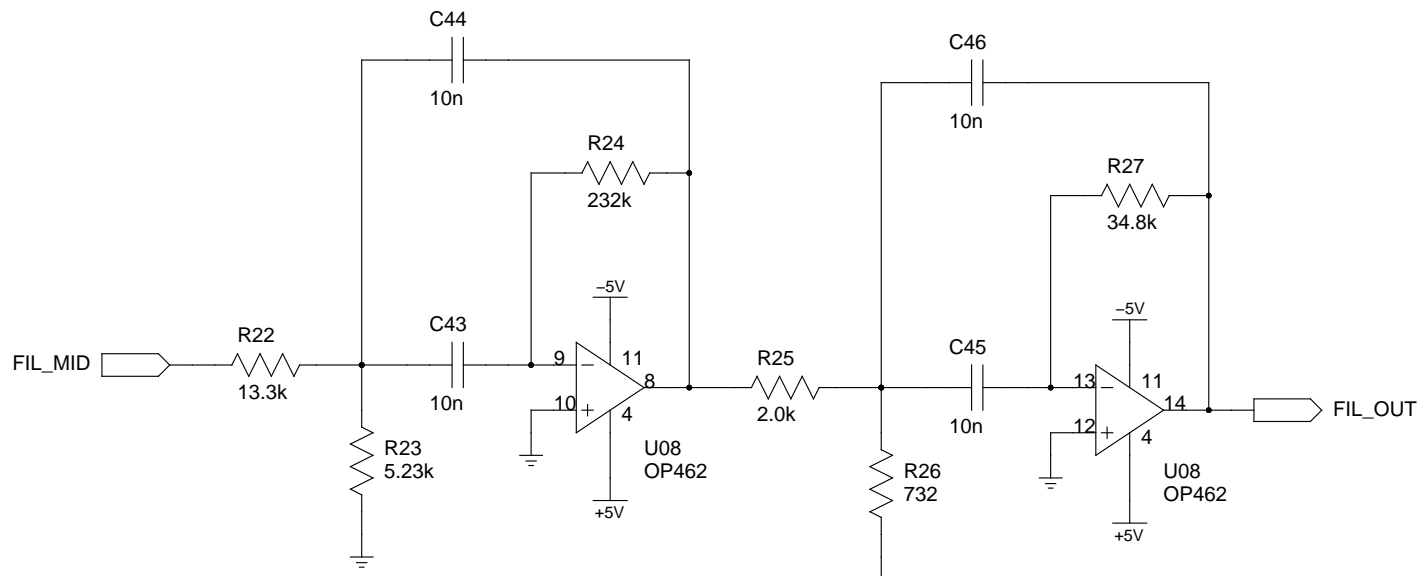 C44
10n
C46
10n
R24
232k
R27
34.8k
FIL_MID
R22
13.3k
C43
10n
–5V
9
11
8
10
4
U08
OP462
+5V
R23
5.23k
R25
2.0k
C45
10n
–5V
13
11
14
12
4
U08
OP462
+5V
FIL_OUT
R26
732